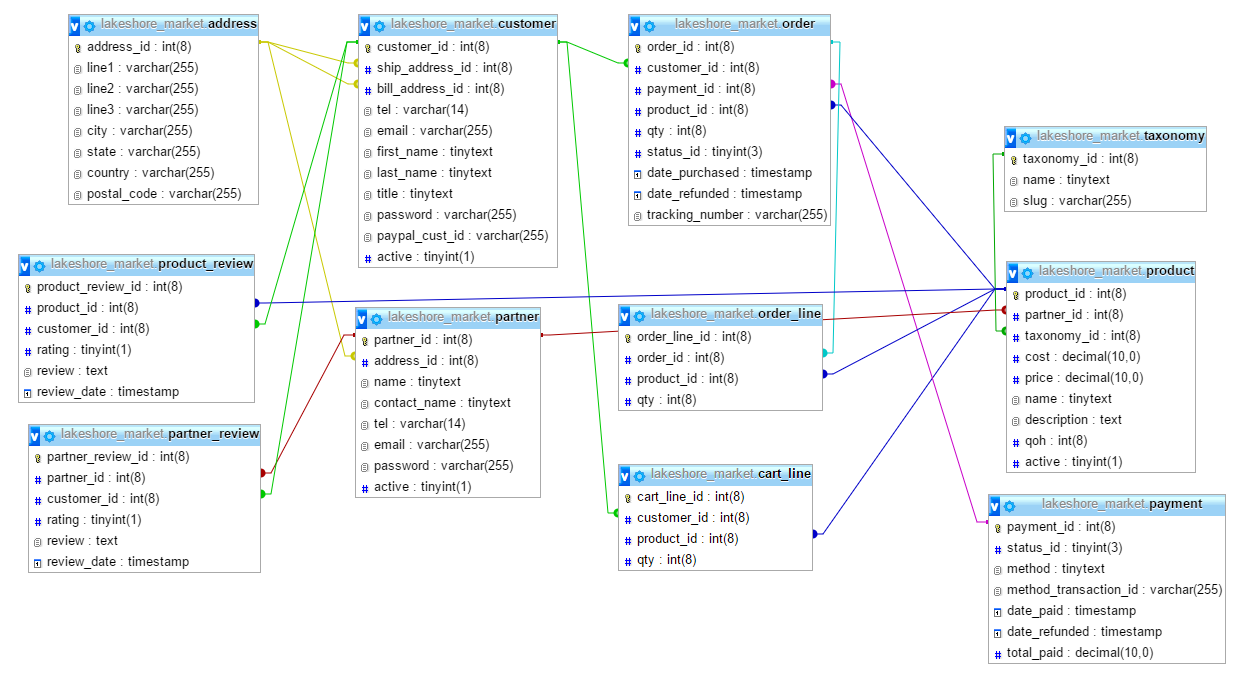 lakeshore_market.address
address_id : int(8)
line1 : varchar(255)
line2 : varchar(255)
line3 : varchar(255)
city : varchar(255)
state : varchar(255)
country : varchar(255)
postal_code : varchar(255)
lakeshore_market.customer
customer_id : int(8)
ship_address_id : int(8)
bill_address_id : int(8)
tel : varchar(14)
email : varchar(255)
first_name : tinytext
last_name : tinytext
title : tinytext
password : varchar(255)
paypal_cust_id : varchar(255)
active : tinyint(1)
lakeshore_market.order
order_id : int(8)
customer_id : int(8)
payment_id : int(8)
product_id : int(8)
qty : int(8)
status_id : tinyint(3)
date_purchased : timestamp
date_refunded : timestamp
tracking_number : varchar(255)
lakeshore_market.taxonomy
taxonomy_id : int(8)
name : tinytext
slug : varchar(255)
lakeshore_market.product_review
product_review_id : int(8)
product_id : int(8)
customer_id : int(8)
rating : tinyint(1)
review : text
review_date : timestamp
lakeshore_market.partner
partner_id : int(8)
address_id : int(8)
name : tinytext
contact_name : tinytext
tel : varchar(14)
email : varchar(255)
password : varchar(255)
active : tinyint(1)
lakeshore_market.order_line
order_line_id : int(8)
order_id : int(8)
product_id : int(8)
qty : int(8)
lakeshore_market.product
product_id : int(8)
partner_id : int(8)
taxonomy_id : int(8)
cost : decimal(10,0)
price : decimal(10,0)
name : tinytext
description : text
qoh : int(8)
active : tinyint(1)
lakeshore_market.partner_review
partner_review_id : int(8)
partner_id : int(8)
customer_id : int(8)
rating : tinyint(1)
review : text
review_date : timestamp
lakeshore_market.cart_line
cart_line_id : int(8)
customer_id : int(8)
product_id : int(8)
qty : int(8)
lakeshore_market.payment
payment_id : int(8)
status_id : tinyint(3)
method : tinytext
method_transaction_id : varchar(255)
date_paid : timestamp
date_refunded : timestamp
total_paid : decimal(10,0)